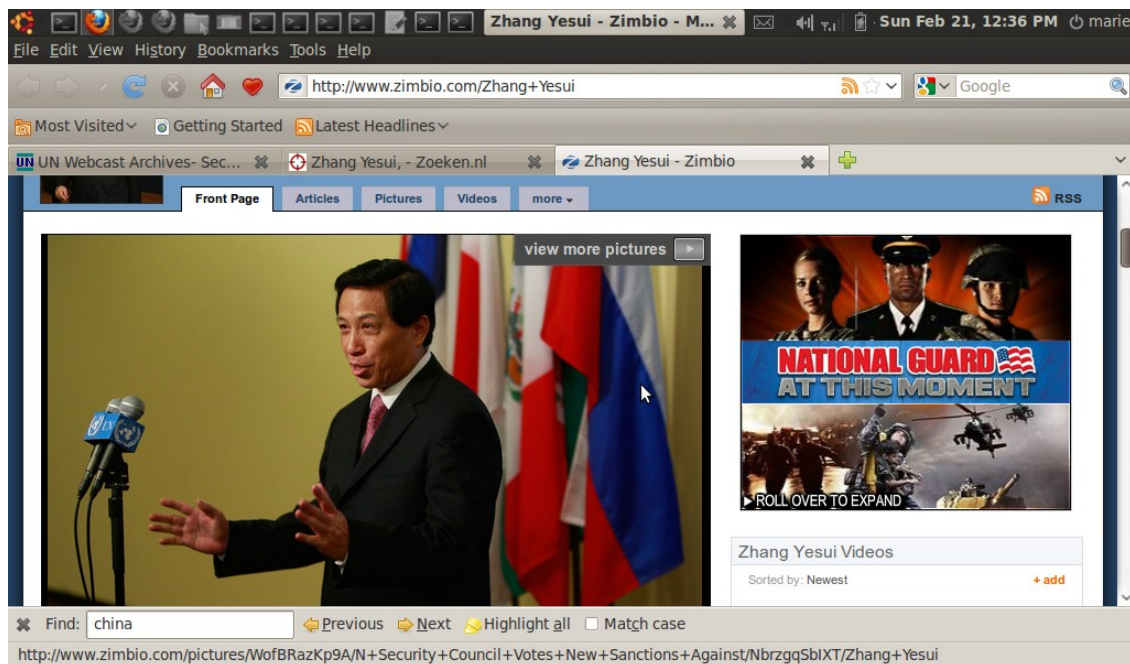 Zhang Yesui - Zimbio - M... Sun Feb 21, 12:36 PM marie
File Edit View History Bookmarks Tools Help
http://www.zimbio.com/Zhang+Yesui Google
Most Visited Getting Started Latest Headlines
UN UN Webcast Archives- Sec... Zhang Yesui, - Zoeken.nl Zhang Yesui - Zimbio
Front Page Articles Pictures Videos more RSS
view more pictures
UN
NATIONAL GUARD
AT THIS MOMENT
ROLL OVER TO EXPAND
Zhang Yesui Videos
Sorted by: Newest + add
Find: china Previous Next Highlight all Match case
http://www.zimbio.com/pictures/WofBRazKp9A/N+Security+Council+Votes+New+Sanctions+Against/NbrzgqSbIXT/Zhang+Yesui